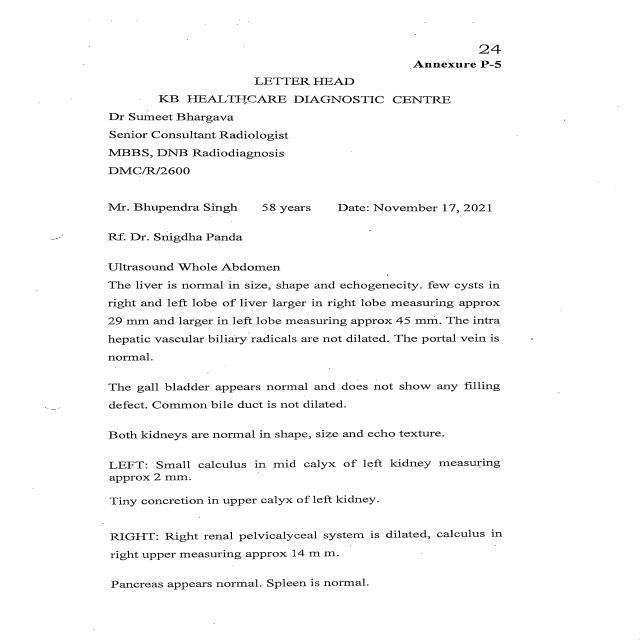 24
Annexure P-5
LETTER HEAD
KB HEALTHCARE DIAGNOSTIC CENTRE
Dr Sumeet Bhargava
Senior Consultant Radiologist
MBBS, DNB Radiodiagnosis
DMC/R/2600
Mr. Bhupendra Singh 58 years Date: November 17, 2021
Rf. Dr. Snigdha Panda
Ultrasound Whole Abdomen
The liver is normal in size, shape and echogenecity. few cysts in
right and left lobe of liver larger in right lobe measuring approx
29 mm and larger in left lobe measuring approx 45 mm. The intra
hepatic vascular biliary radicals are not dilated. The portal vein is
normal.
The gall bladder appears normal and does not show any filling
defect. Common bile duct is not dilated.
Both kidneys are normal in shape, size and echo texture.
LEFT: Small calculus in mid calyx of left kidney measuring
approx 2 mm.
Tiny concretion in upper calyx of left kidney.
RIGHT: Right renal pelvicalyceal system is dilated, calculus in
right upper measuring approx 14 m m.
Pancreas appears normal. Spleen is normal.